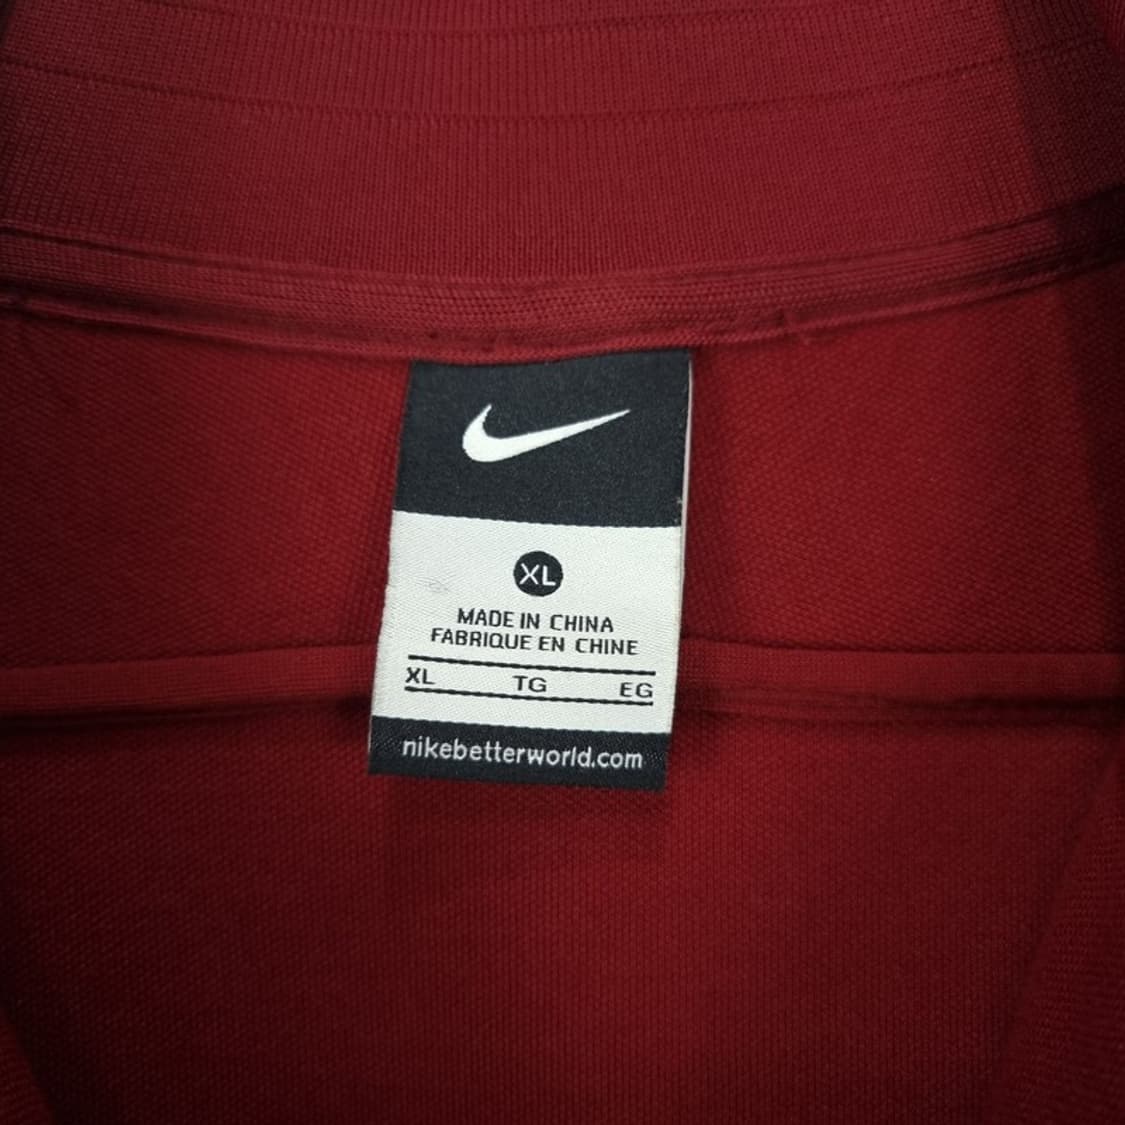 XL
MADE IN CHINA
FABRIQUE EN CHINE
XL TG EG
nikebetterworld.com